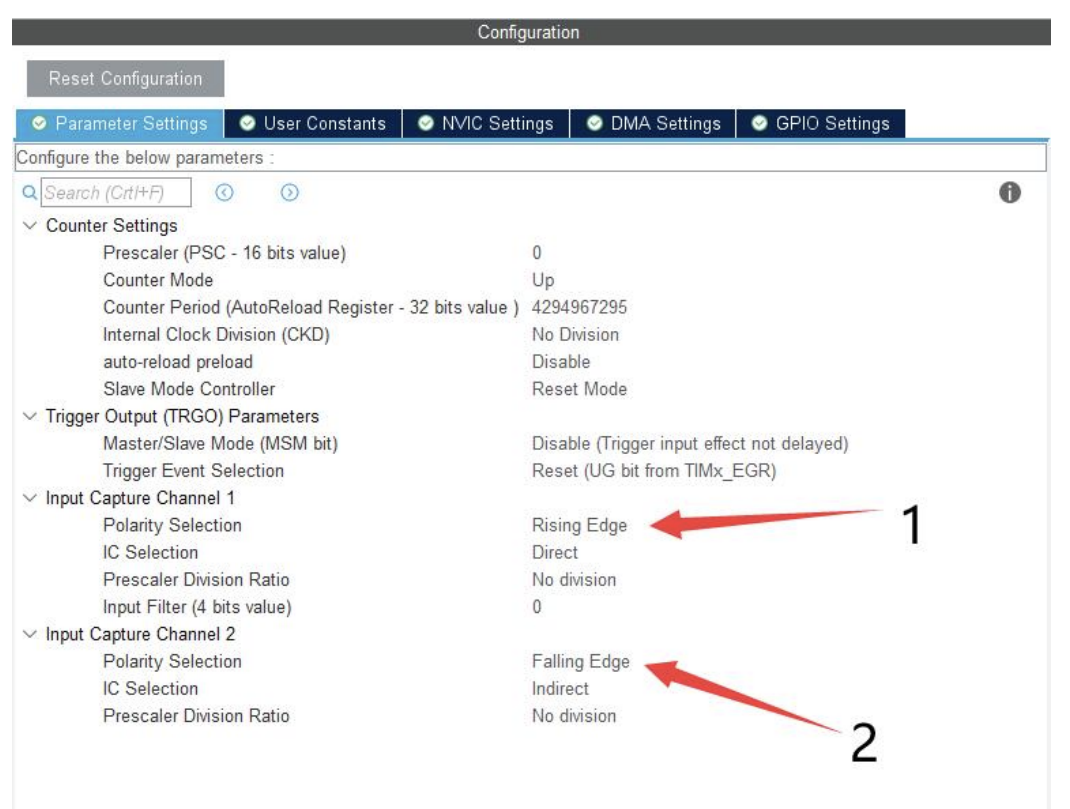 Configuration
Reset Configuration
Parameter Settings User Constants NVIC Settings DMA Settings GPIO Settings
Configure the below parameters :
Search (Crtl+F)
Counter Settings
Prescaler (PSC - 16 bits value) 0
Counter Mode Up
Counter Period (AutoReload Register - 32 bits value ) 4294967295
Internal Clock Division (CKD) No Division
auto-reload preload Disable
Slave Mode Controller Reset Mode
Trigger Output (TRGO) Parameters
Master/Slave Mode (MSM bit) Disable (Trigger input effect not delayed)
Trigger Event Selection Reset (UG bit from TIMx_EGR)
Input Capture Channel 1
Polarity Selection Rising Edge 1
IC Selection Direct
Prescaler Division Ratio No division
Input Filter (4 bits value) 0
Input Capture Channel 2
Polarity Selection Falling Edge
IC Selection Indirect
Prescaler Division Ratio No division
2